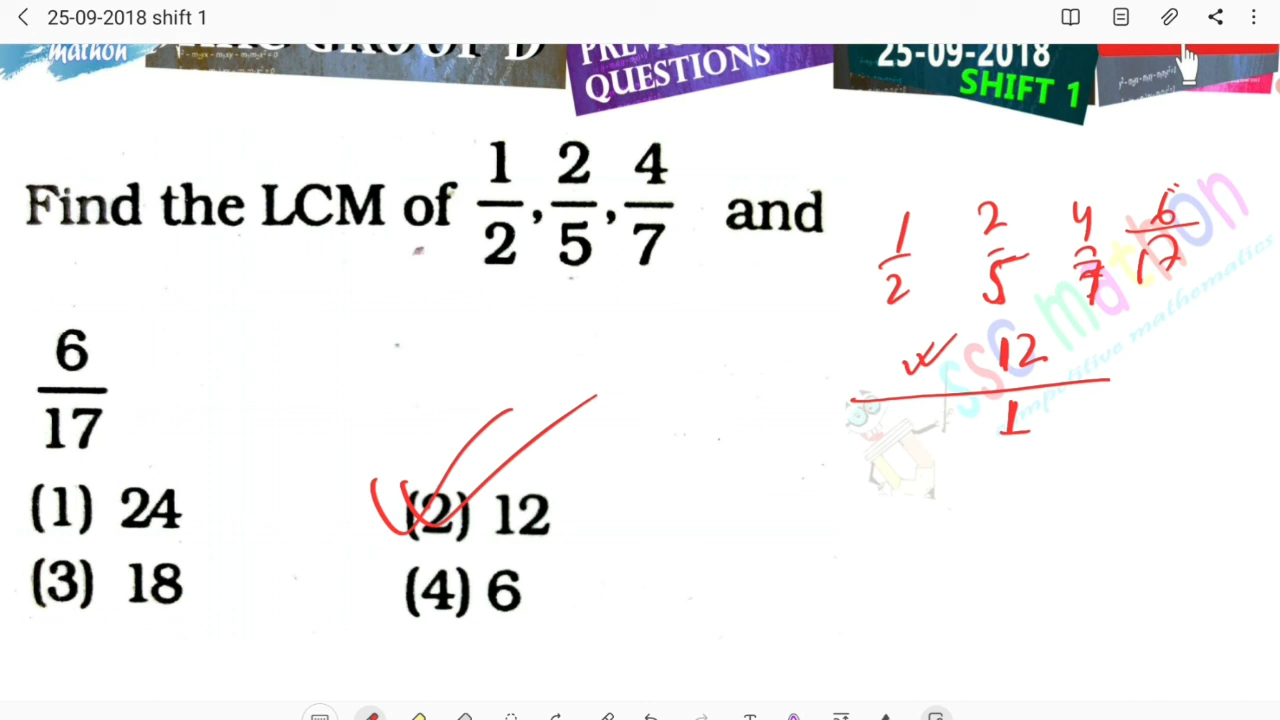 25-09-2018 shift 1
mathon
GROUP D
PREVI
QUESTIONS
25-09-2018
SHIFT 1
Find the LCM of 1/2, 2/5, 4/7 and
6/17
(1) 24
(2) 12
(3) 18
(4) 6
1/2 2/5 4/7 6/17
12
1
ssc mathon
competitive mathematics